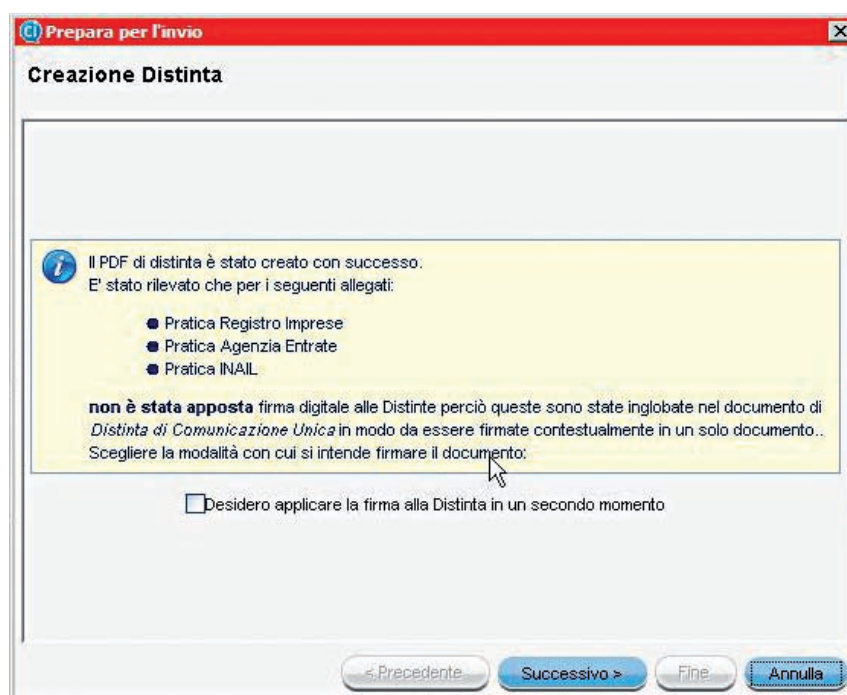 Ci Prepara per l'invio
Creazione Distinta
Il PDF di distinta è stato creato con successo.
E' stato rilevato che per i seguenti allegati:
Pratica Registro Imprese
Pratica Agenzia Entrate
Pratica INAIL
non è stata apposta firma digitale alle Distinte perciò queste sono state inglobate nel documento di
Distinta di Comunicazione Unica in modo da essere firmate contestualmente in un solo documento..
Scegliere la modalità con cui si intende firmare il documento:
Desidero applicare la firma alla Distinta in un secondo momento
< Precedente Successivo > Fine Annulla